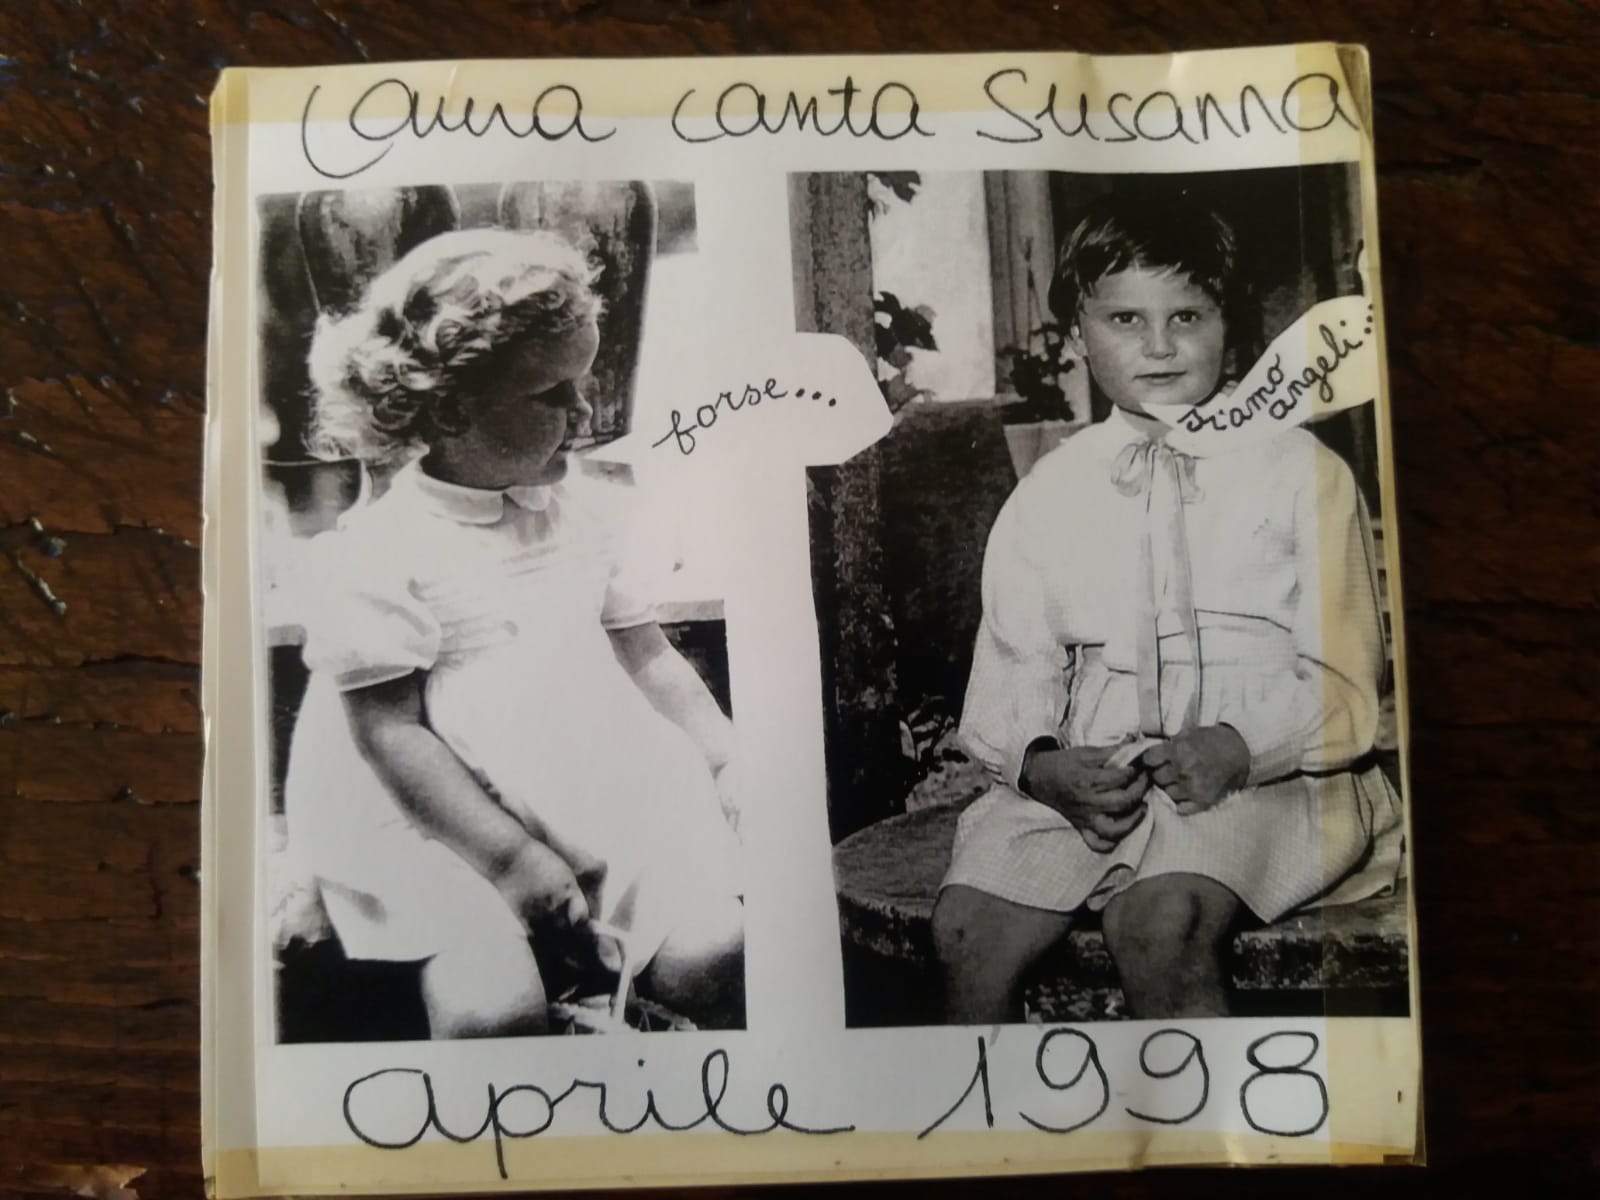 Laura canta Susanna
forse...
Siamo
angeli...
aprile 1998